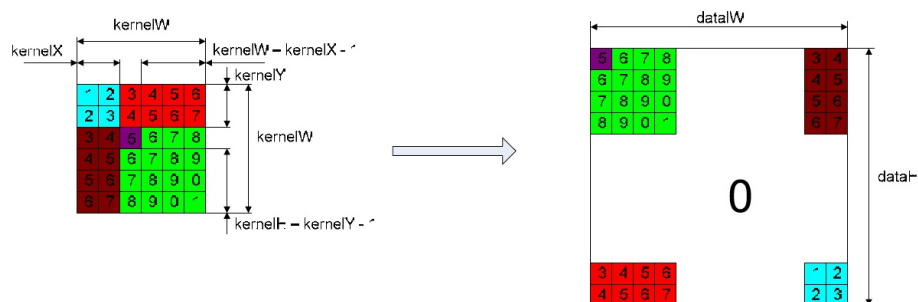 kernelW
dataW
kernelX
kernelW – kernelX - 1
kernelY
1 2 3 4 5 6
2 3 4 5 6 7
3 4 5 6 7 8
4 5 6 7 8 9
5 6 7 8 9 0
6 7 8 9 0 1
kernelW
kernelH – kernelY - 1
5 6 7 8 3 4
6 7 8 9 4 5
7 8 9 0 5 6
8 9 0 1 6 7
dataH
0
3 4 5 6 1 2
4 5 6 7 2 3